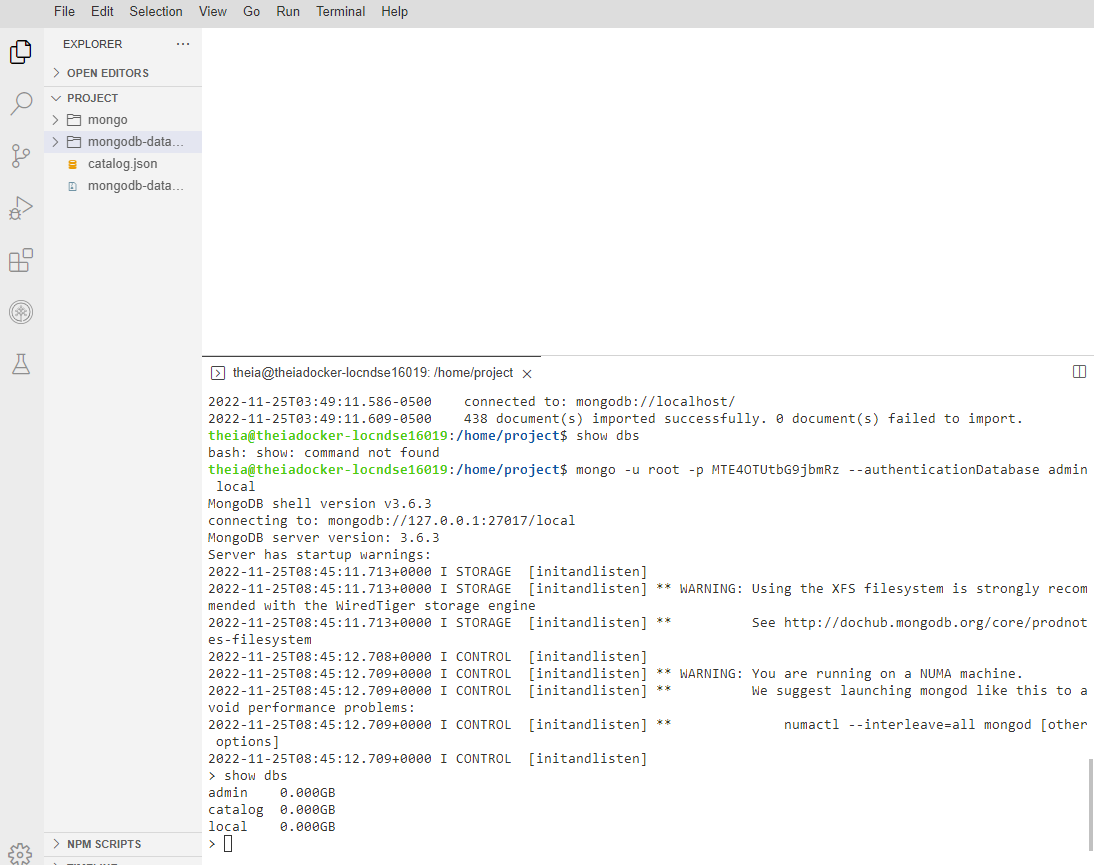 File Edit Selection View Go Run Terminal Help
EXPLORER ...
OPEN EDITORS
PROJECT
mongo
mongodb-data...
catalog.json
mongodb-data...
NPM SCRIPTS
theia@theiadocker-locndse16019: /home/project
2022-11-25T03:49:11.586-0500    connected to: mongodb://localhost/
2022-11-25T03:49:11.609-0500    438 document(s) imported successfully. 0 document(s) failed to import.
theia@theiadocker-locndse16019:/home/project$ show dbs
bash: show: command not found
theia@theiadocker-locndse16019:/home/project$ mongo -u root -p MTE4OTUtbG9jbmRz --authenticationDatabase admin
 local
MongoDB shell version v3.6.3
connecting to: mongodb://127.0.0.1:27017/local
MongoDB server version: 3.6.3
Server has startup warnings:
2022-11-25T08:45:11.713+0000 I STORAGE  [initandlisten]
2022-11-25T08:45:11.713+0000 I STORAGE  [initandlisten] ** WARNING: Using the XFS filesystem is strongly recom
mended with the WiredTiger storage engine
2022-11-25T08:45:11.713+0000 I STORAGE  [initandlisten] **          See http://dochub.mongodb.org/core/prodnot
es-filesystem
2022-11-25T08:45:12.708+0000 I CONTROL  [initandlisten]
2022-11-25T08:45:12.709+0000 I CONTROL  [initandlisten] ** WARNING: You are running on a NUMA machine.
2022-11-25T08:45:12.709+0000 I CONTROL  [initandlisten] **          We suggest launching mongod like this to a
void performance problems:
2022-11-25T08:45:12.709+0000 I CONTROL  [initandlisten] **              numactl --interleave=all mongod [other
 options]
2022-11-25T08:45:12.709+0000 I CONTROL  [initandlisten]
> show dbs
admin    0.000GB
catalog  0.000GB
local    0.000GB
>